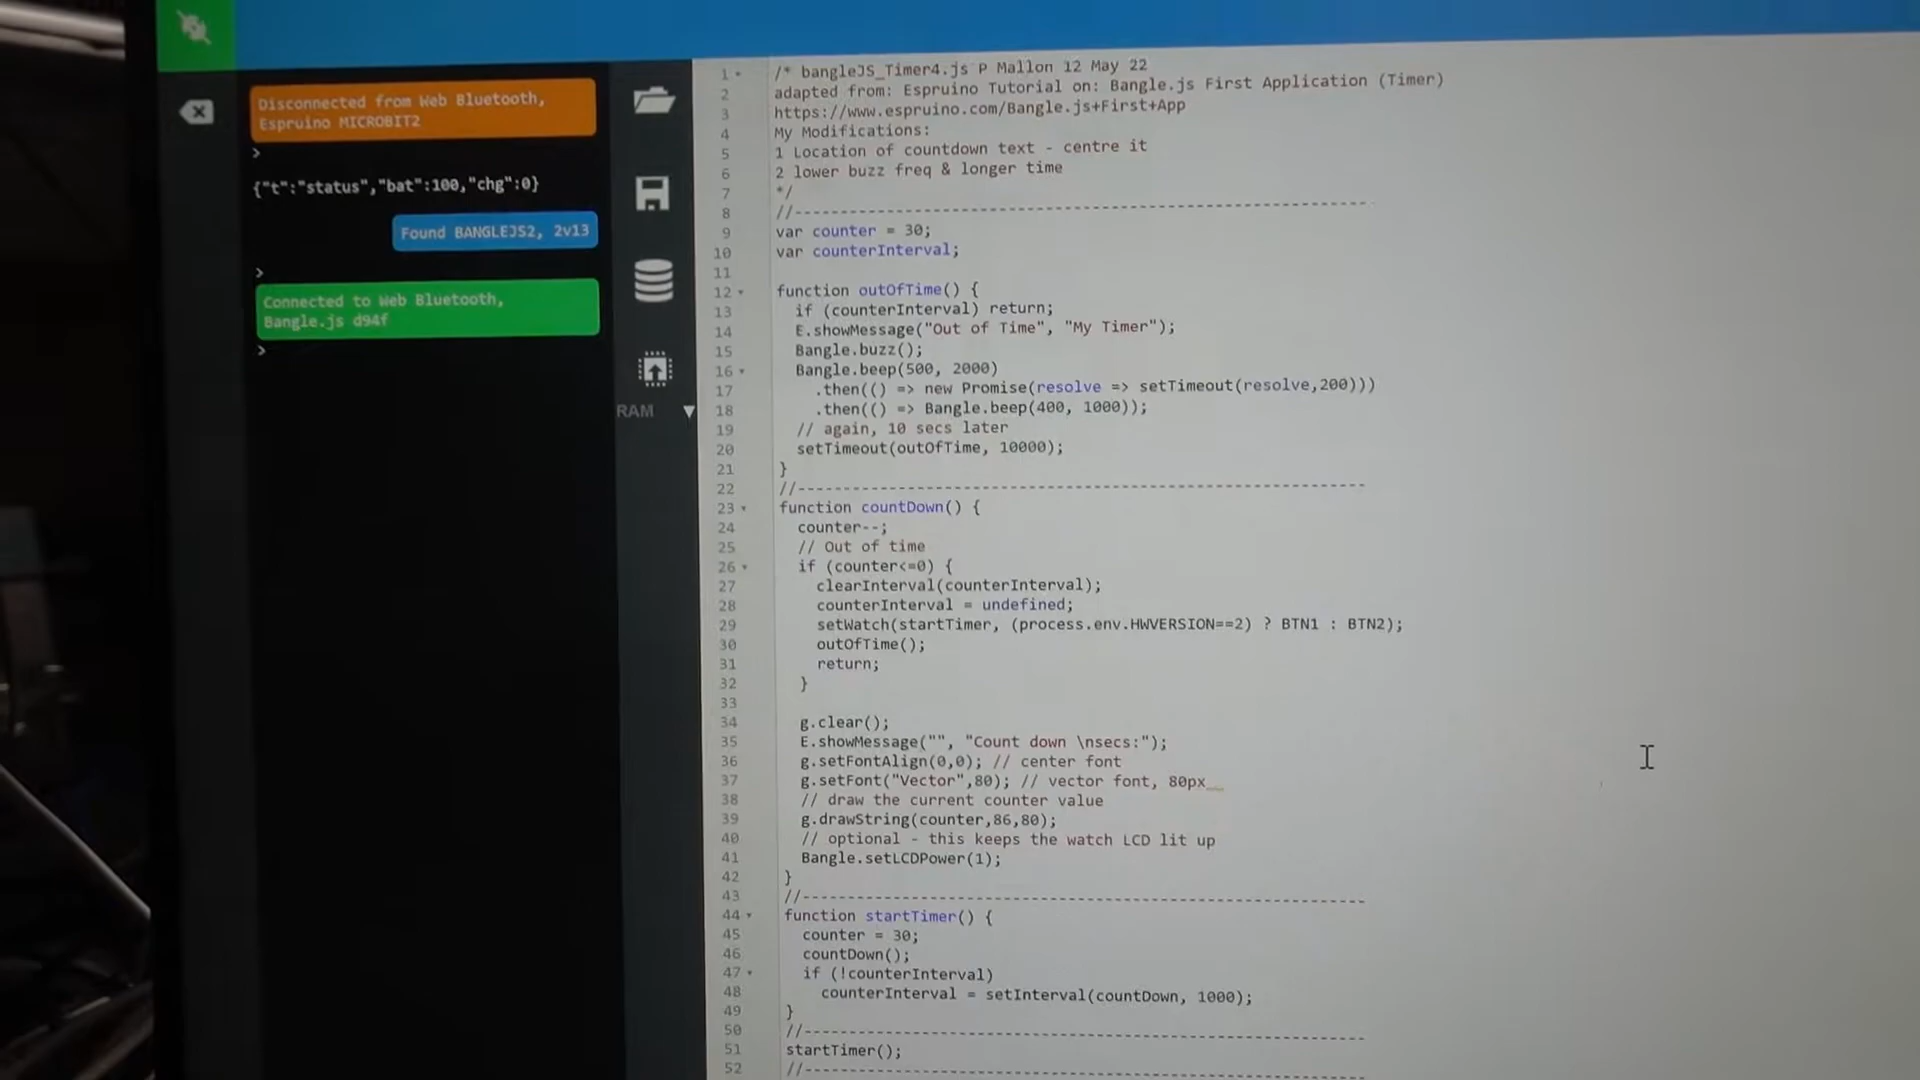 Disconnected from Web Bluetooth,
Espruino MICROBIT2
>
{"t":"status","bat":100,"chg":0}
Found BANGLEJS2, 2v13
>
Connected to Web Bluetooth,
Bangle.js d94f
>
RAM
1 /* bangleJS_Timer4.js P Mallon 12 May 22
2 adapted from: Espruino Tutorial on: Bangle.js First Application (Timer)
3 https://www.espruino.com/Bangle.js+First+App
4 My Modifications:
5 1 Location of countdown text - centre it
6 2 lower buzz freq & longer time
7 */
8 //--------------------------------------------------------------
9 var counter = 30;
10 var counterInterval;
11
12 function outOfTime() {
13   if (counterInterval) return;
14   E.showMessage("Out of Time", "My Timer");
15   Bangle.buzz();
16   Bangle.beep(500, 2000)
17     .then(() => new Promise(resolve => setTimeout(resolve,200)))
18     .then(() => Bangle.beep(400, 1000));
19   // again, 10 secs later
20   setTimeout(outOfTime, 10000);
21 }
22 //--------------------------------------------------------------
23 function countDown() {
24   counter--;
25   // Out of time
26   if (counter<=0) {
27     clearInterval(counterInterval);
28     counterInterval = undefined;
29     setWatch(startTimer, (process.env.HWVERSION==2) ? BTN1 : BTN2);
30     outOfTime();
31     return;
32   }
33
34   g.clear();
35   E.showMessage("", "Count down \nsecs:");
36   g.setFontAlign(0,0); // center font
37   g.setFont("Vector",80); // vector font, 80px
38   // draw the current counter value
39   g.drawString(counter,86,80);
40   // optional - this keeps the watch LCD lit up
41   Bangle.setLCDPower(1);
42 }
43 //--------------------------------------------------------------
44 function startTimer() {
45   counter = 30;
46   countDown();
47   if (!counterInterval)
48     counterInterval = setInterval(countDown, 1000);
49 }
50 //--------------------------------------------------------------
51 startTimer();
52 //--------------------------------------------------------------